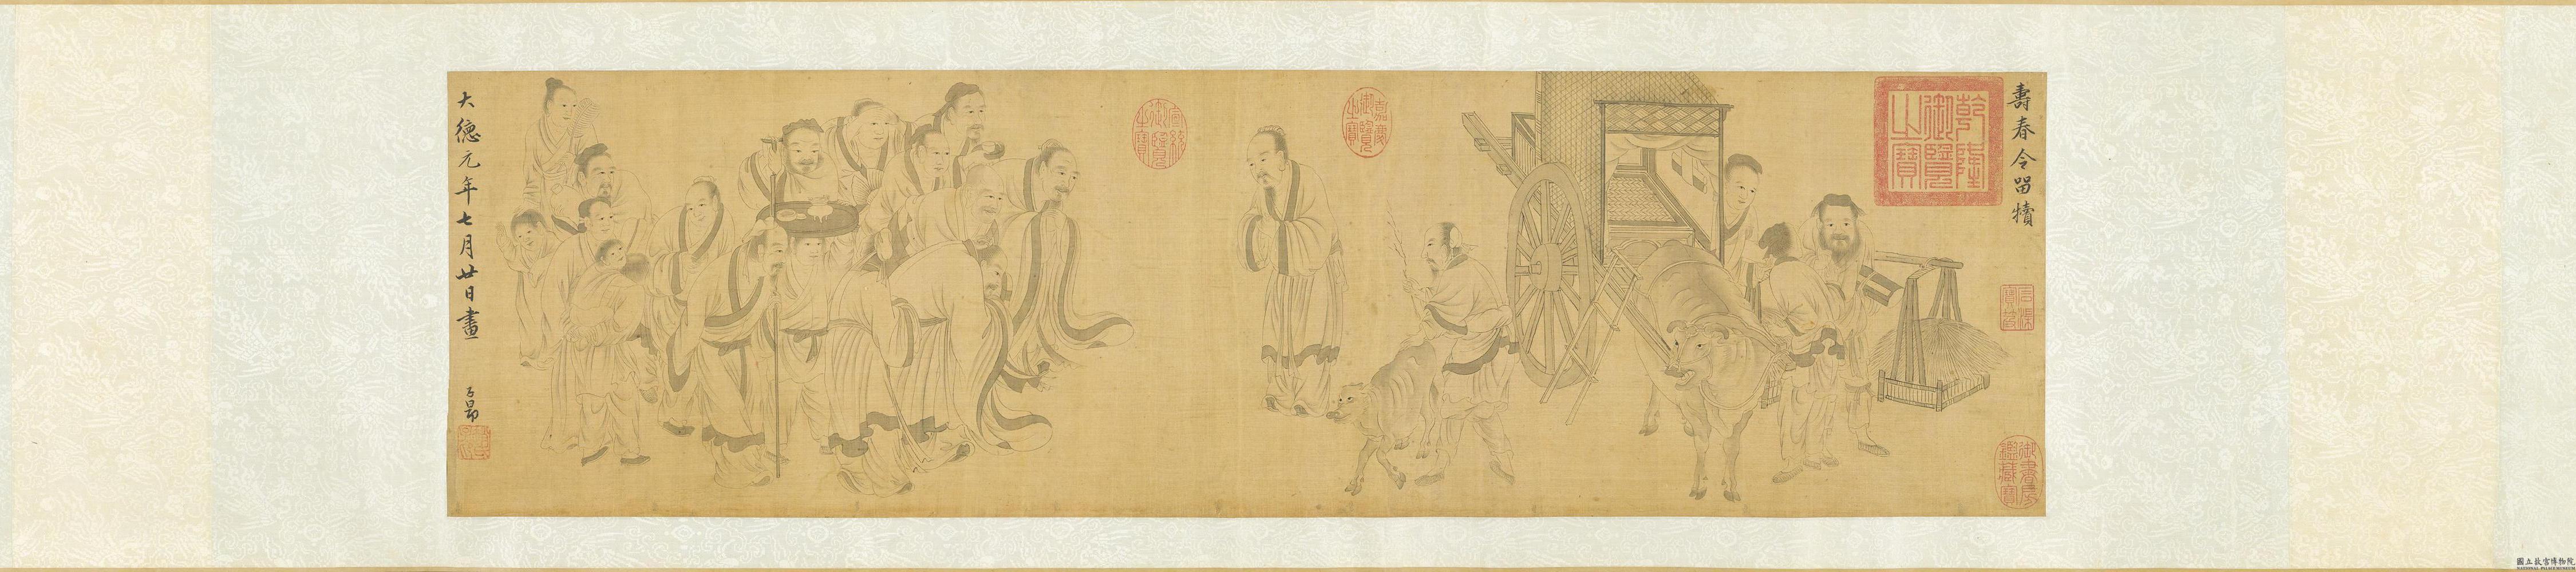 壽春令留犢
乾隆御覽之寶
石渠寶笈
御書房鑑藏寶
嘉慶御覽之寶
宣統御覽之寶
大德元年七月廿日畫
子昂
國立故宮博物院
NATIONAL PALACE MUSEUM